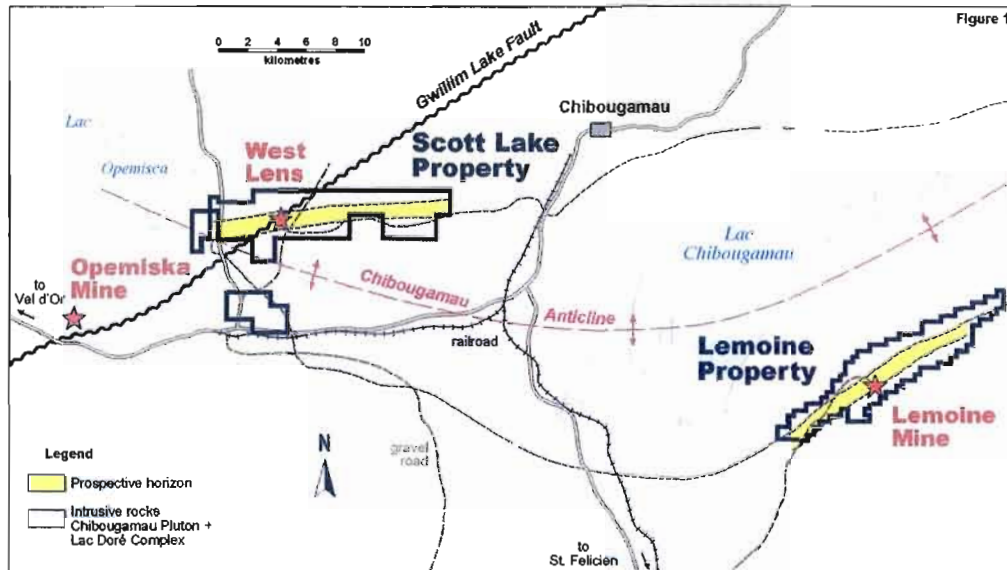 Figure 1
0 2 4 6 8 10
kilometres
Gwillim Lake Fault
Chibougamau
Lac
Opemisca
West
Lens
Scott Lake
Property
Lac
Chibougamau
Opemiska
Mine
to
Val d'Or
Chibougamau
Anticline
railroad
Lemoine
Property
Lemoine
Mine
N
gravel
road
Legend
Prospective horizon
Intrusive rocks
Chibougamau Pluton +
Lac Doré Complex
to
St. Felicien